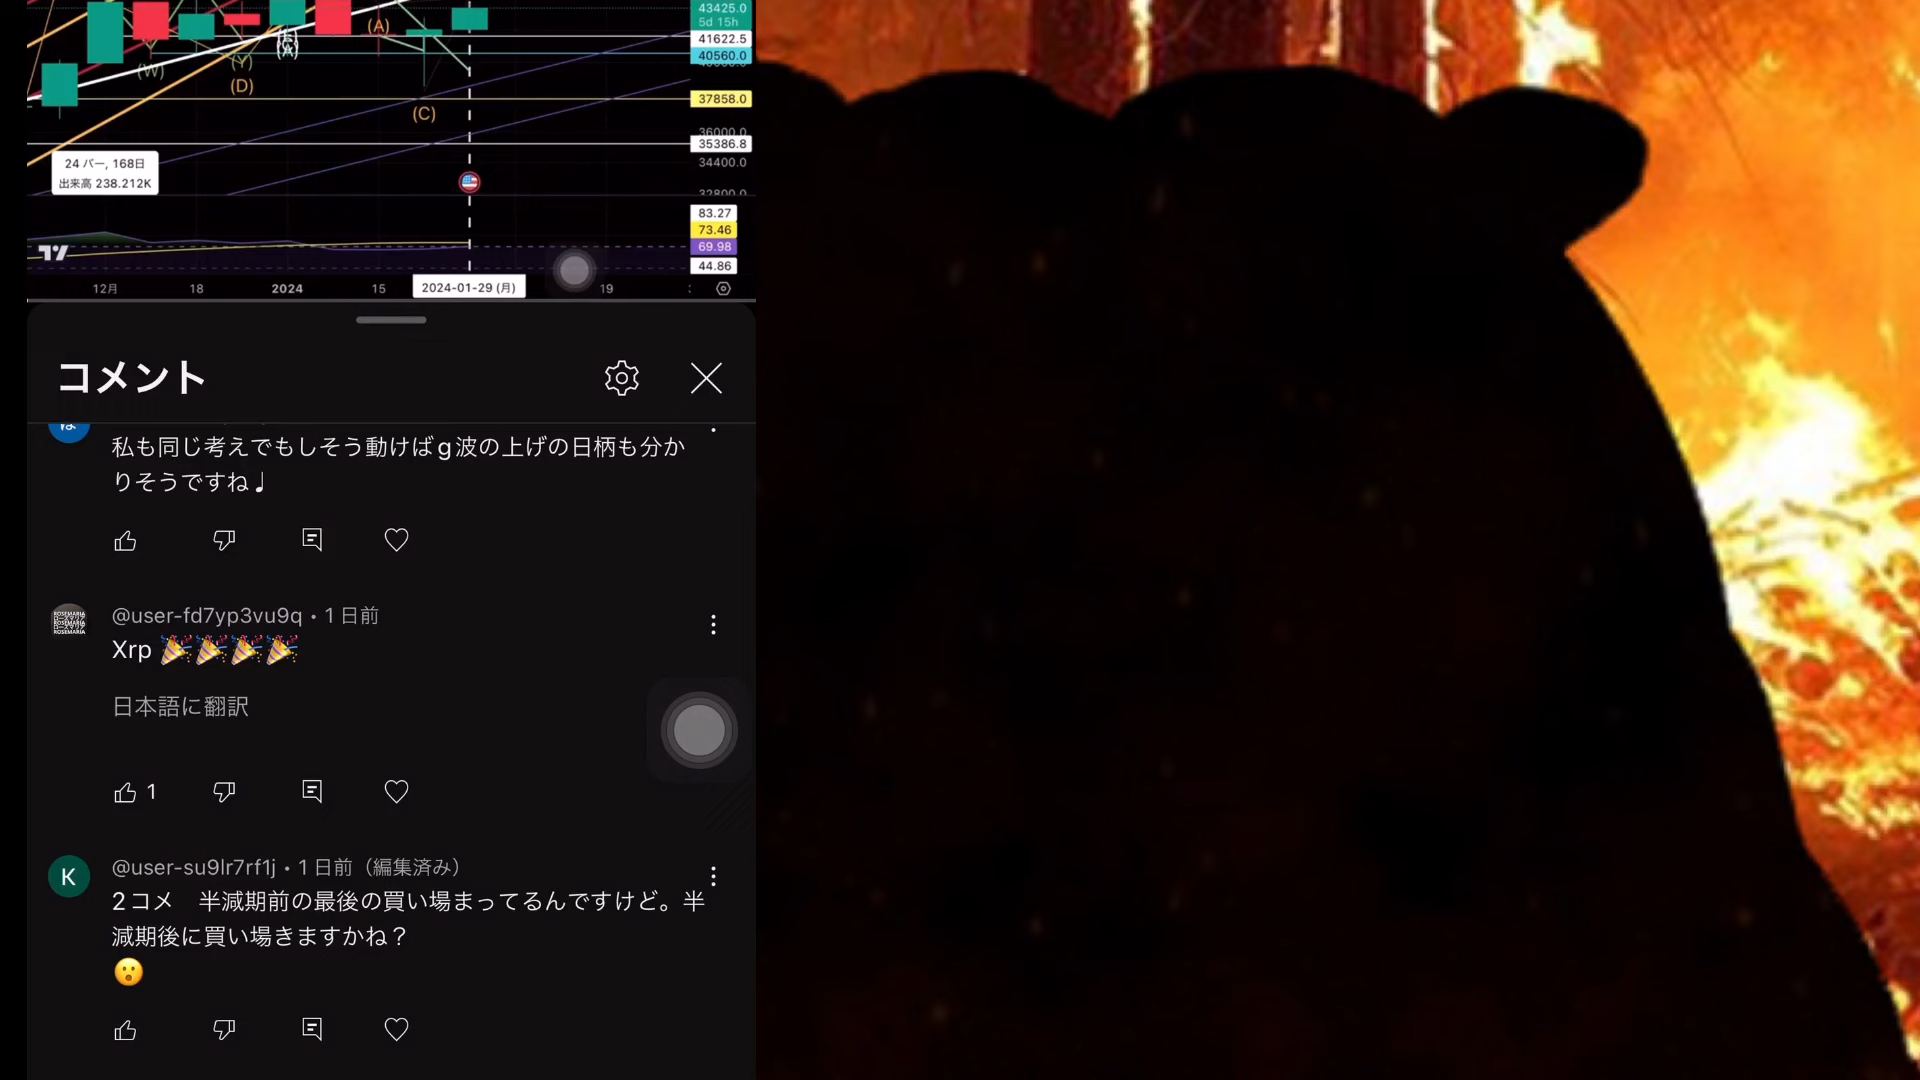 43425.0
5d 15h
(A)
41622.5
40560.0
(W)
(Y)
(D)
37858.0
(C)
36000.0
35386.8
34400.0
32800.0
24 バー, 168日
出来高 238.212K
83.27
73.46
69.98
44.86
12月 18 2024 15 2024-01-29 (月) 19
コメント
私も同じ考えでもしそう動けばg波の上げの日柄も分か
りそうですね♩
@user-fd7yp3vu9q • 1 日前
Xrp 🎉🎉🎉🎉
日本語に翻訳
1
K
@user-su9lr7rf1j • 1 日前（編集済み）
2コメ　半減期前の最後の買い場まってるんですけど。半
減期後に買い場きますかね？
😮